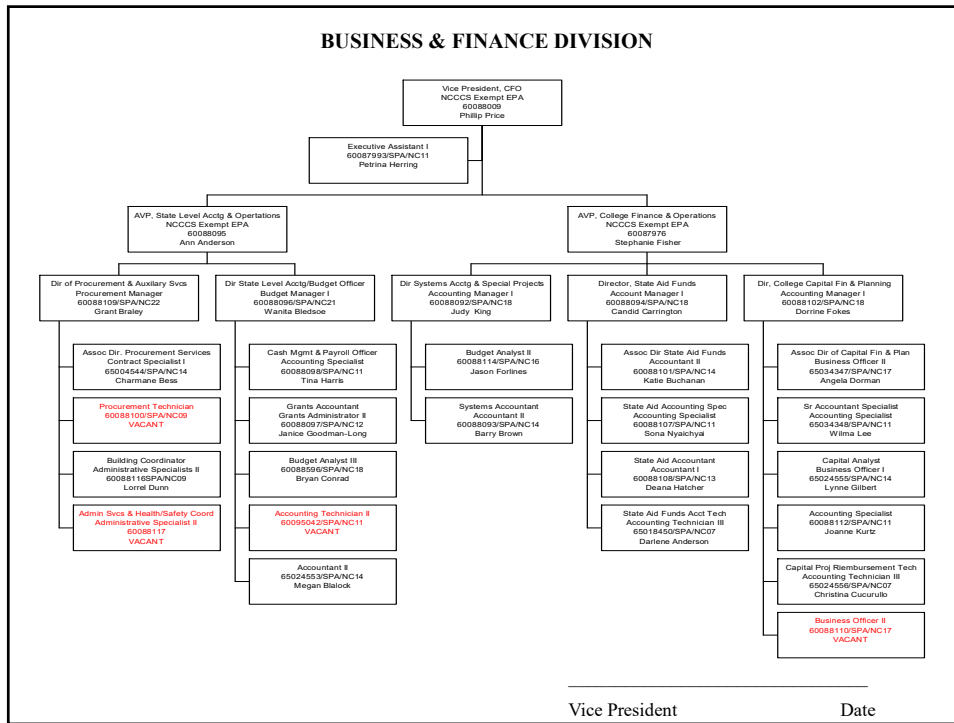 BUSINESS & FINANCE DIVISION
Vice President, CFO
NCCCS Exempt EPA
60088009
Phillip Price
Executive Assistant I
60087993/SPA/NC11
Petrina Herring
AVP, State Level Acctg & Opertations
NCCCS Exempt EPA
60088095
Ann Anderson
AVP, College Finance & Operations
NCCCS Exempt EPA
60087976
Stephanie Fisher
Dir of Procurement & Auxilary Svcs
Procurement Manager
60088109/SPA/NC22
Grant Braley
Dir State Level Acctg/Budget Officer
Budget Manager I
60088096/SPA/NC21
Wanita Bledsoe
Dir Systems Acctg & Special Projects
Accounting Manager I
60088092/SPA/NC18
Judy King
Director, State Aid Funds
Account Manager I
60088094/SPA/NC18
Candid Carrington
Dir, College Capital Fin & Planning
Accounting Manager I
60088102/SPA/NC18
Dorrine Fokes
Assoc Dir. Procurement Services
Contract Specialist I
65004544/SPA/NC14
Charmane Bess
Procurement Technician
60088100/SPA/NC09
VACANT
Building Coordinator
Administrative Specialists II
60088116SPA/NC09
Lorrel Dunn
Admin Svcs & Health/Safety Coord
Administrative Specialist II
60088117
VACANT
Cash Mgmt & Payroll Officer
Accounting Specialist
60088098/SPA/NC11
Tina Harris
Grants Accountant
Grants Administrator II
60088097/SPA/NC12
Janice Goodman-Long
Budget Analyst III
60088596/SPA/NC18
Bryan Conrad
Accounting Technician II
60095042/SPA/NC11
VACANT
Accountant II
65024553/SPA/NC14
Megan Blalock
Budget Analyst II
60088114/SPA/NC16
Jason Forlines
Systems Accountant
Accountant II
60088093/SPA/NC14
Barry Brown
Assoc Dir State Aid Funds
Accountant II
60088101/SPA/NC14
Katie Buchanan
State Aid Accounting Spec
Accounting Specialist
60088107/SPA/NC11
Sona Nyaichyai
State Aid Accountant
Accountant I
60088108/SPA/NC13
Deana Hatcher
State Aid Funds Acct Tech
Accounting Technician III
65018450/SPA/NC07
Darlene Anderson
Assoc Dir of Capital Fin & Plan
Business Officer II
65034347/SPA/NC17
Angela Dorman
Sr Accountant Specialist
Accounting Specialist
65034348/SPA/NC11
Wilma Lee
Capital Analyst
Business Officer I
65024555/SPA/NC14
Lynne Gilbert
Accounting Specialist
60088112/SPA/NC11
Joanne Kurtz
Capital Proj Riembursement Tech
Accounting Technician III
65024556/SPA/NC07
Christina Cucurullo
Business Officer II
60088110/SPA/NC17
VACANT
Vice President Date